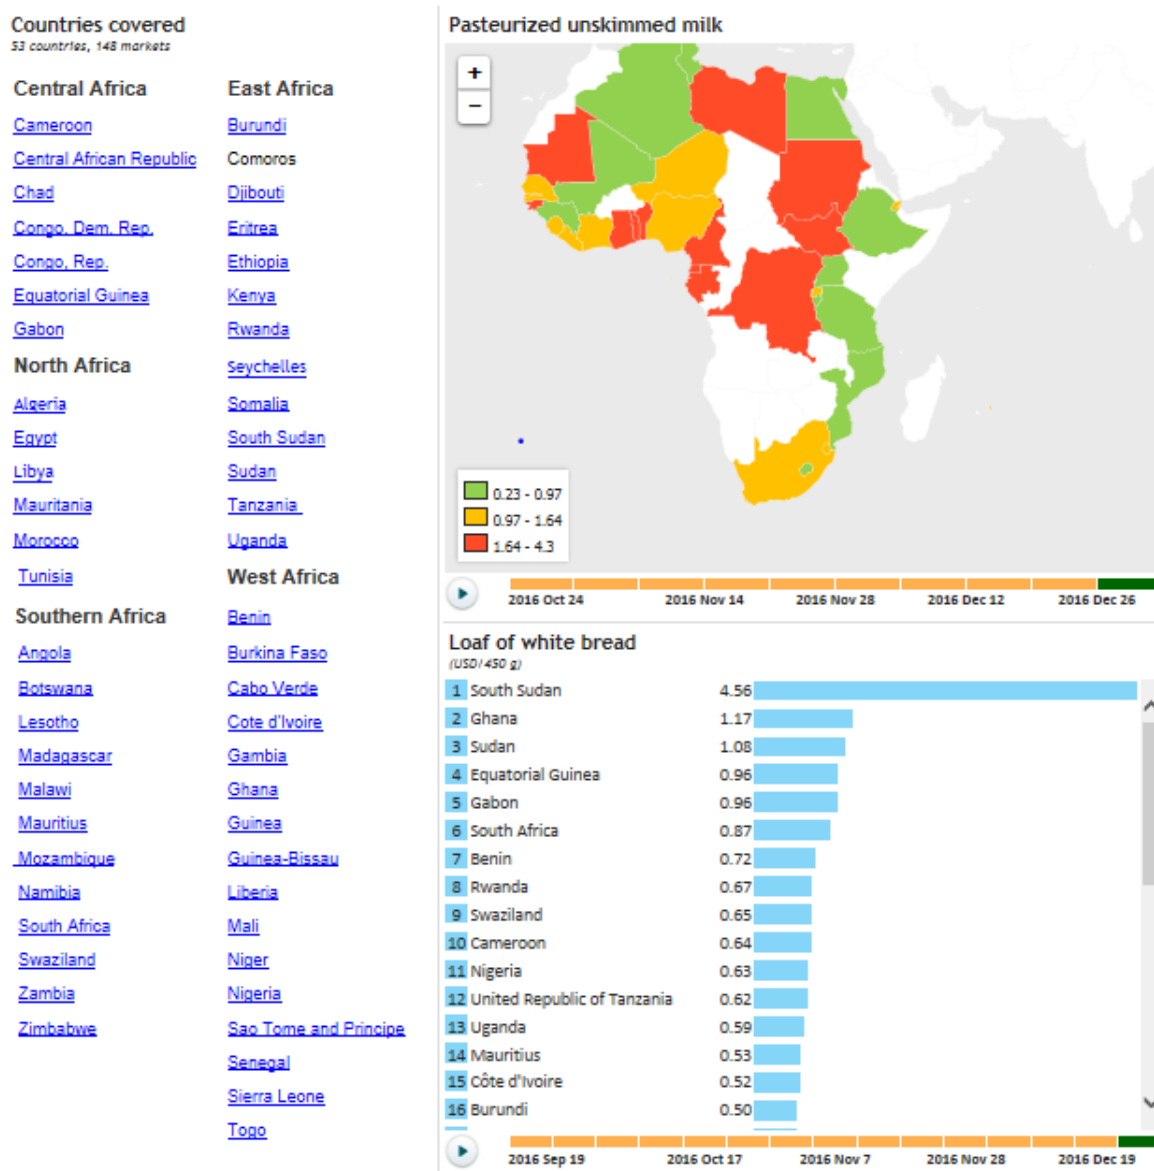 Countries covered
53 countries, 148 markets
Central Africa
Cameroon
Central African Republic
Chad
Congo. Dem. Rep.
Congo, Rep.
Equatorial Guinea
Gabon
North Africa
Algeria
Egypt
Libya
Mauritania
Morocco
Tunisia
Southern Africa
Angola
Botswana
Lesotho
Madagascar
Malawi
Mauritius
Mozambique
Namibia
South Africa
Swaziland
Zambia
Zimbabwe
East Africa
Burundi
Comoros
Djibouti
Eritrea
Ethiopia
Kenya
Rwanda
Seychelles
Somalia
South Sudan
Sudan
Tanzania
Uganda
West Africa
Benin
Burkina Faso
Cabo Verde
Cote d'Ivoire
Gambia
Ghana
Guinea
Guinea-Bissau
Liberia
Mali
Niger
Nigeria
Sao Tome and Principe
Senegal
Sierra Leone
Togo
Pasteurized unskimmed milk
+
−
0.23 - 0.97
0.97 - 1.64
1.64 - 4.3
2016 Oct 24 2016 Nov 14 2016 Nov 28 2016 Dec 12 2016 Dec 26
Loaf of white bread
(USD/450 g)
1 South Sudan 4.56
2 Ghana 1.17
3 Sudan 1.08
4 Equatorial Guinea 0.96
5 Gabon 0.96
6 South Africa 0.87
7 Benin 0.72
8 Rwanda 0.67
9 Swaziland 0.65
10 Cameroon 0.64
11 Nigeria 0.63
12 United Republic of Tanzania 0.62
13 Uganda 0.59
14 Mauritius 0.53
15 Côte d'Ivoire 0.52
16 Burundi 0.50
2016 Sep 19 2016 Oct 17 2016 Nov 7 2016 Nov 28 2016 Dec 19